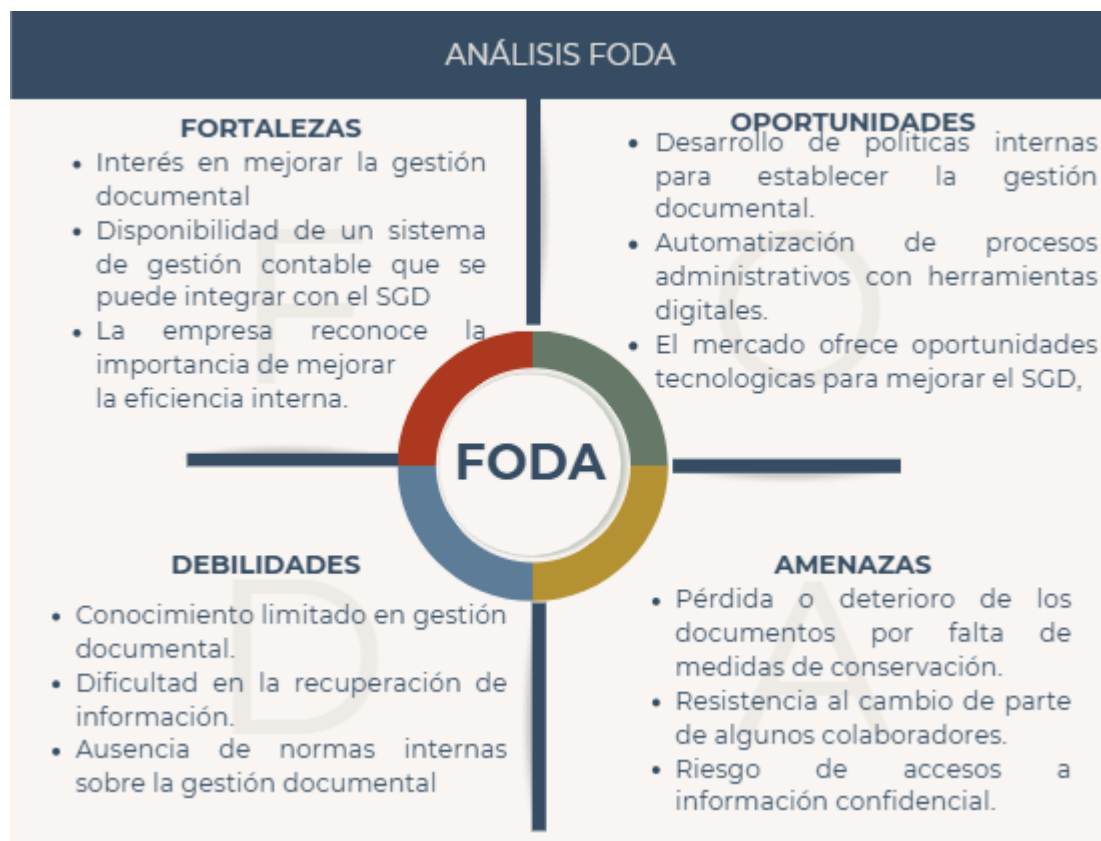 ANÁLISIS FODA
FORTALEZAS
• Interés en mejorar la gestión
documental
• Disponibilidad de un sistema
de gestión contable que se
puede integrar con el SGD
• La empresa reconoce la
importancia de mejorar
la eficiencia interna.
OPORTUNIDADES
• Desarrollo de políticas internas
para establecer la gestión
documental.
• Automatización de procesos
administrativos con herramientas
digitales.
• El mercado ofrece oportunidades
tecnologicas para mejorar el SGD,
F
O
FODA
DEBILIDADES
• Conocimiento limitado en gestión
documental.
• Dificultad en la recuperación de
información.
• Ausencia de normas internas
sobre la gestión documental
D
AMENAZAS
• Pérdida o deterioro de los
documentos por falta de
medidas de conservación.
• Resistencia al cambio de parte
de algunos colaboradores.
• Riesgo de accesos a
información confidencial.
A